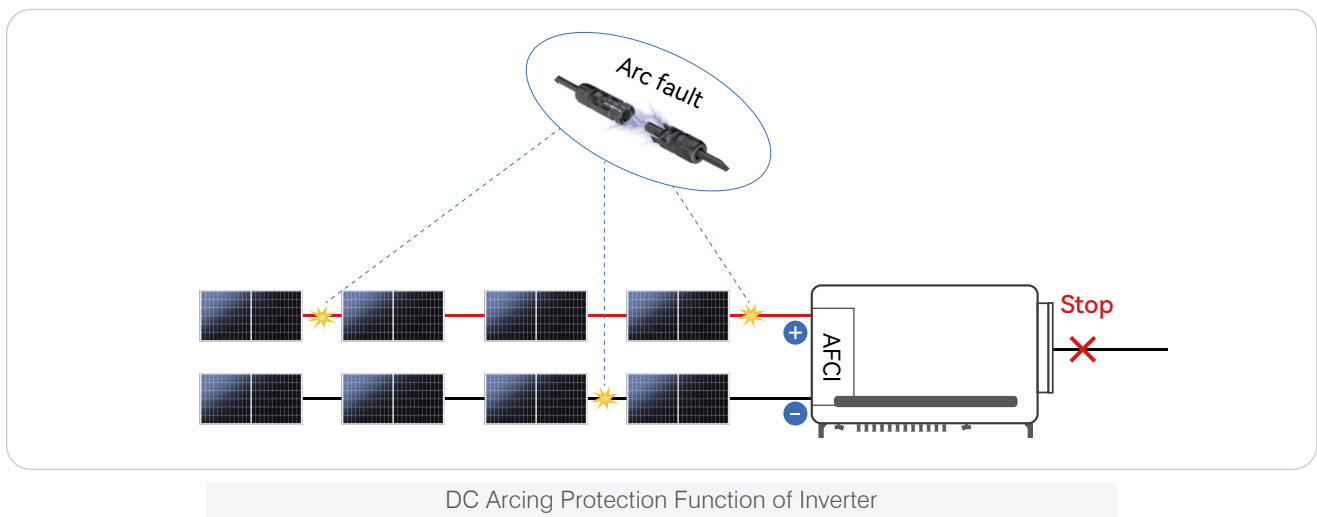 Arc fault
Stop
+
AFCI
−
DC Arcing Protection Function of Inverter